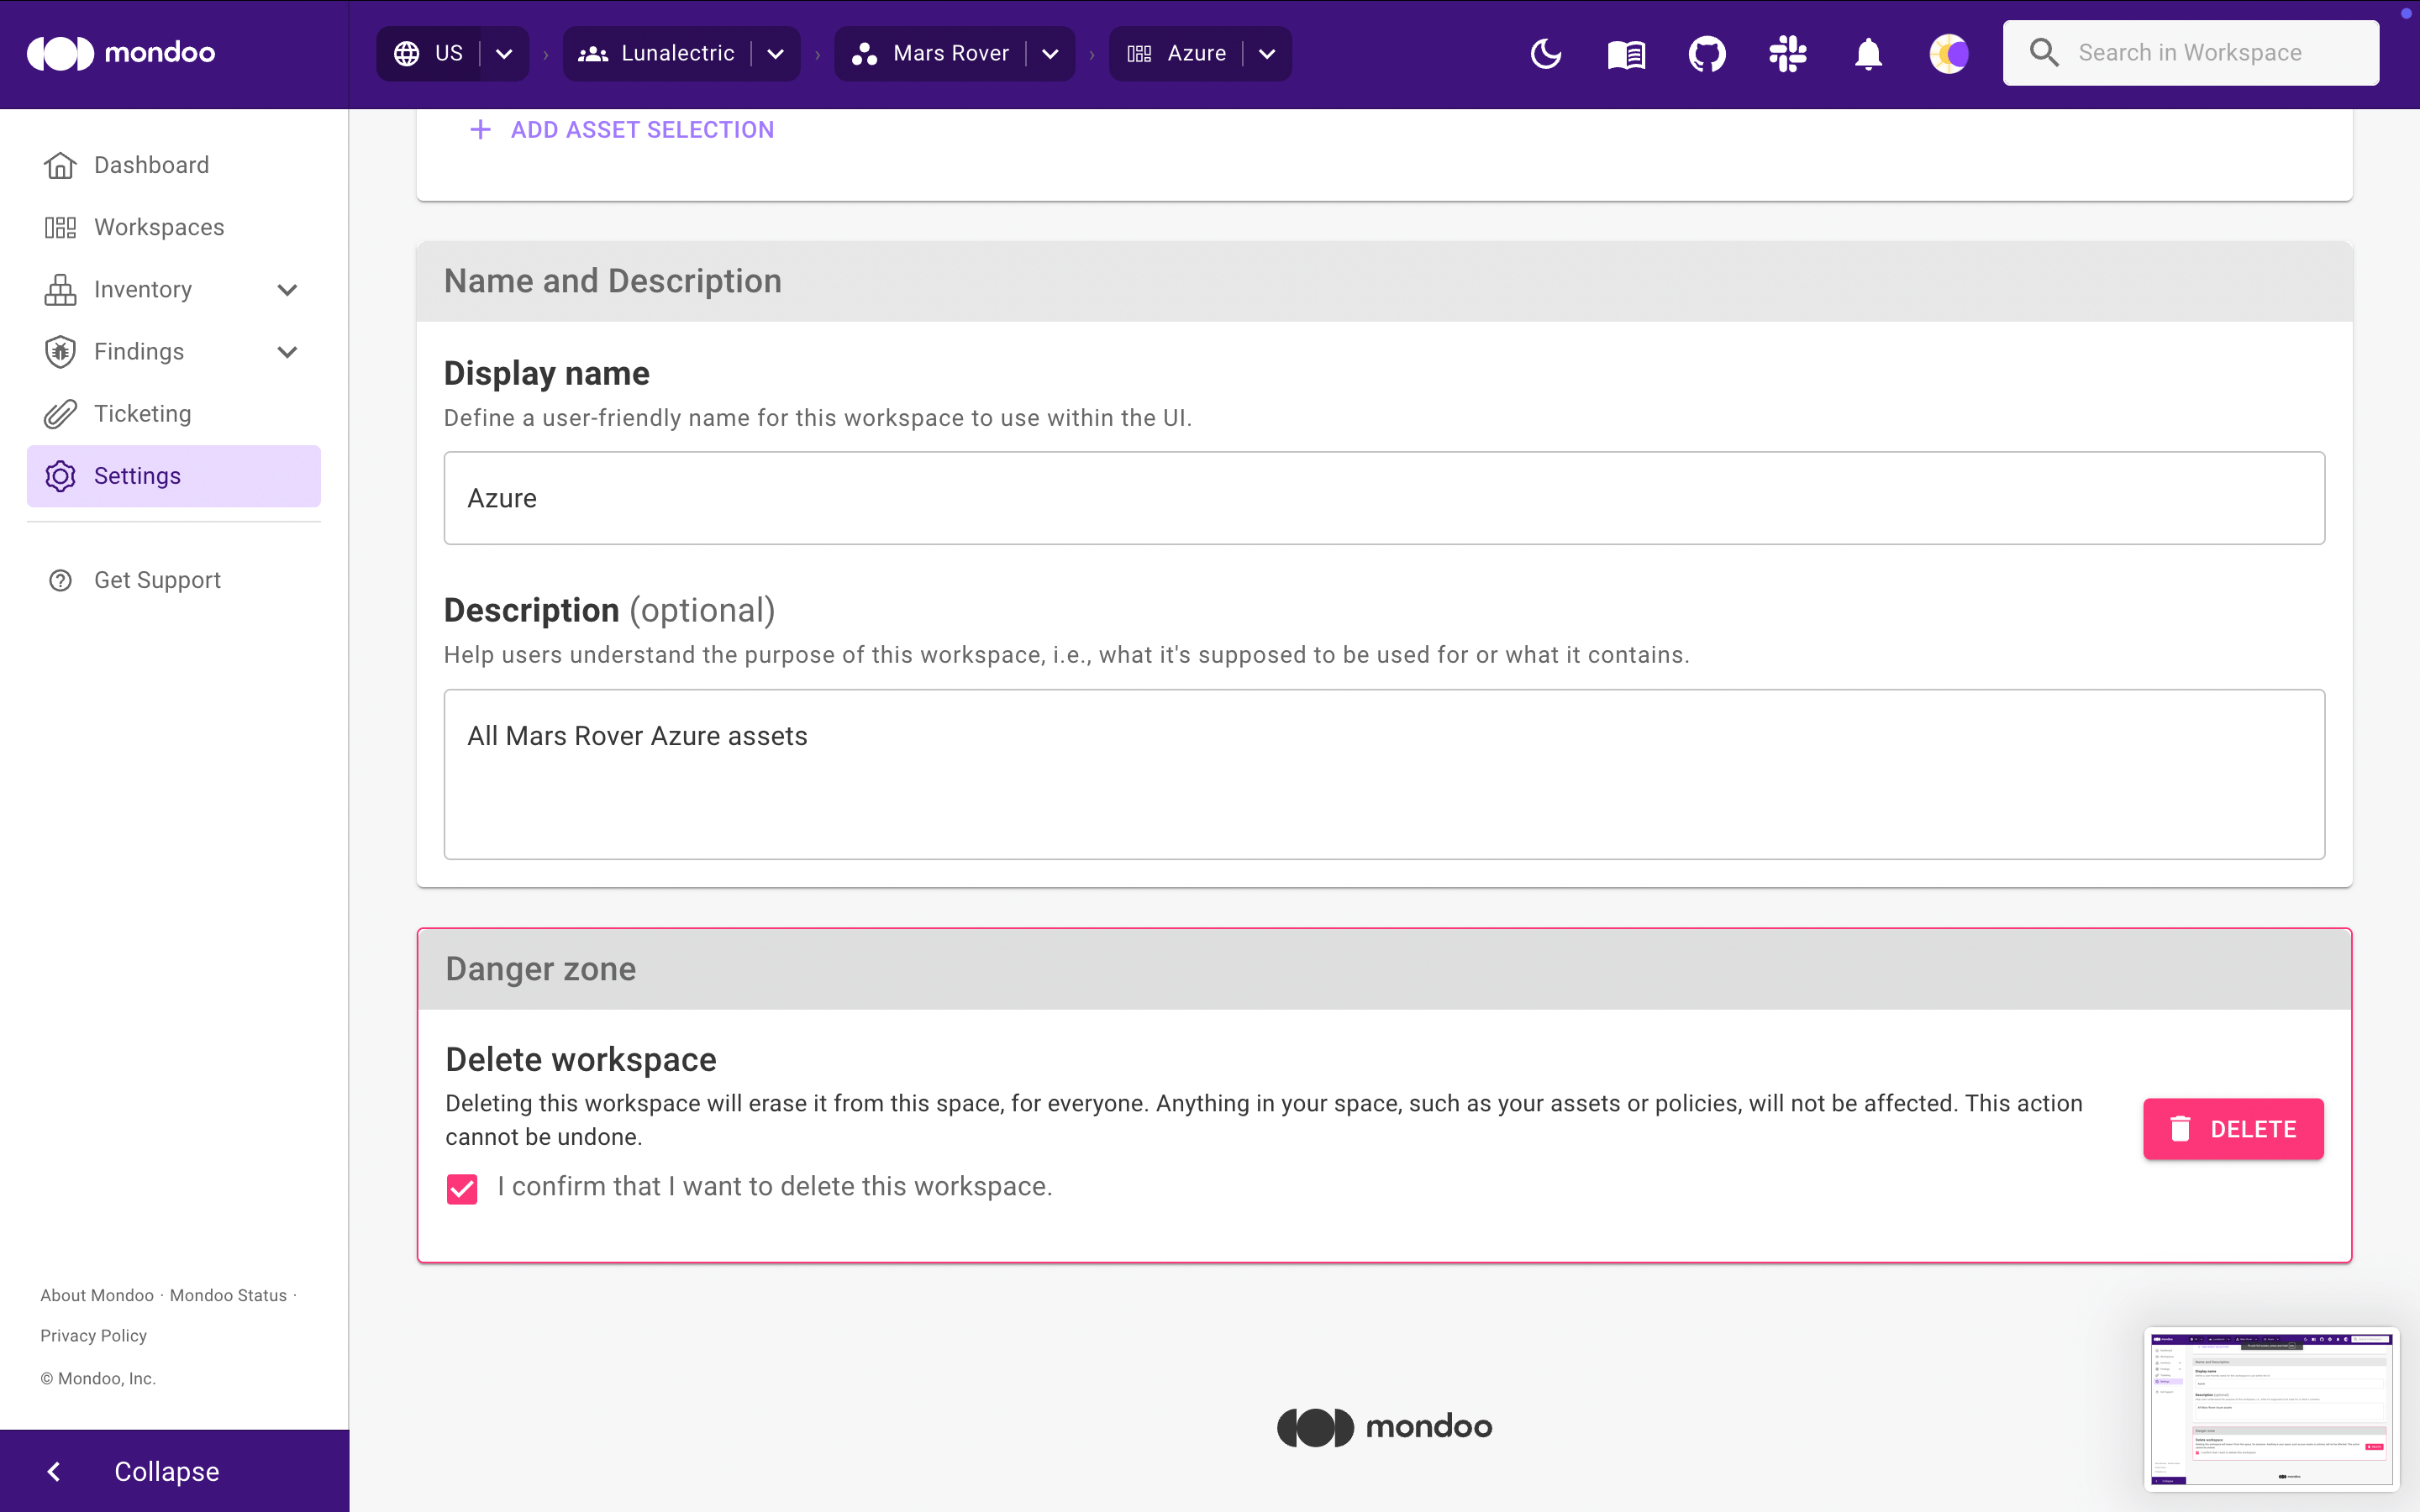 mondoo
US
Lunalectric
Mars Rover
Azure
Search in Workspace
Dashboard
Workspaces
Inventory
Findings
Ticketing
Settings
Get Support
About Mondoo · Mondoo Status ·
Privacy Policy
© Mondoo, Inc.
Collapse
ADD ASSET SELECTION
Name and Description
Display name
Define a user-friendly name for this workspace to use within the UI.
Azure
Description (optional)
Help users understand the purpose of this workspace, i.e., what it's supposed to be used for or what it contains.
All Mars Rover Azure assets
Danger zone
Delete workspace
Deleting this workspace will erase it from this space, for everyone. Anything in your space, such as your assets or policies, will not be affected. This action
cannot be undone.
I confirm that I want to delete this workspace.
DELETE
mondoo